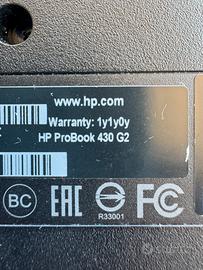 www.hp.com
Warranty: 1y1y0y
HP ProBook 430 G2
BC
EAC
FC
R33001